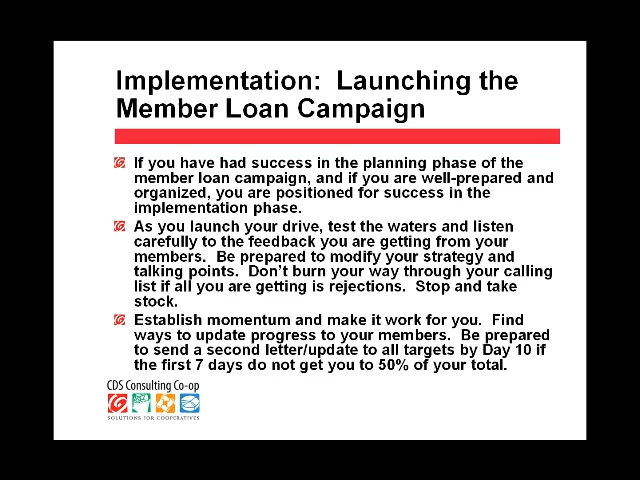 Implementation:  Launching the
Member Loan Campaign
If you have had success in the planning phase of the
member loan campaign, and if you are well-prepared and
organized, you are positioned for success in the
implementation phase.
As you launch your drive, test the waters and listen
carefully to the feedback you are getting from your
members.  Be prepared to modify your strategy and
talking points.  Don't burn your way through your calling
list if all you are getting is rejections.  Stop and take
stock.
Establish momentum and make it work for you.  Find
ways to update progress to your members.  Be prepared
to send a second letter/update to all targets by Day 10 if
the first 7 days do not get you to 50% of your total.
CDS Consulting Co-op
SOLUTIONS FOR COOPERATIVES